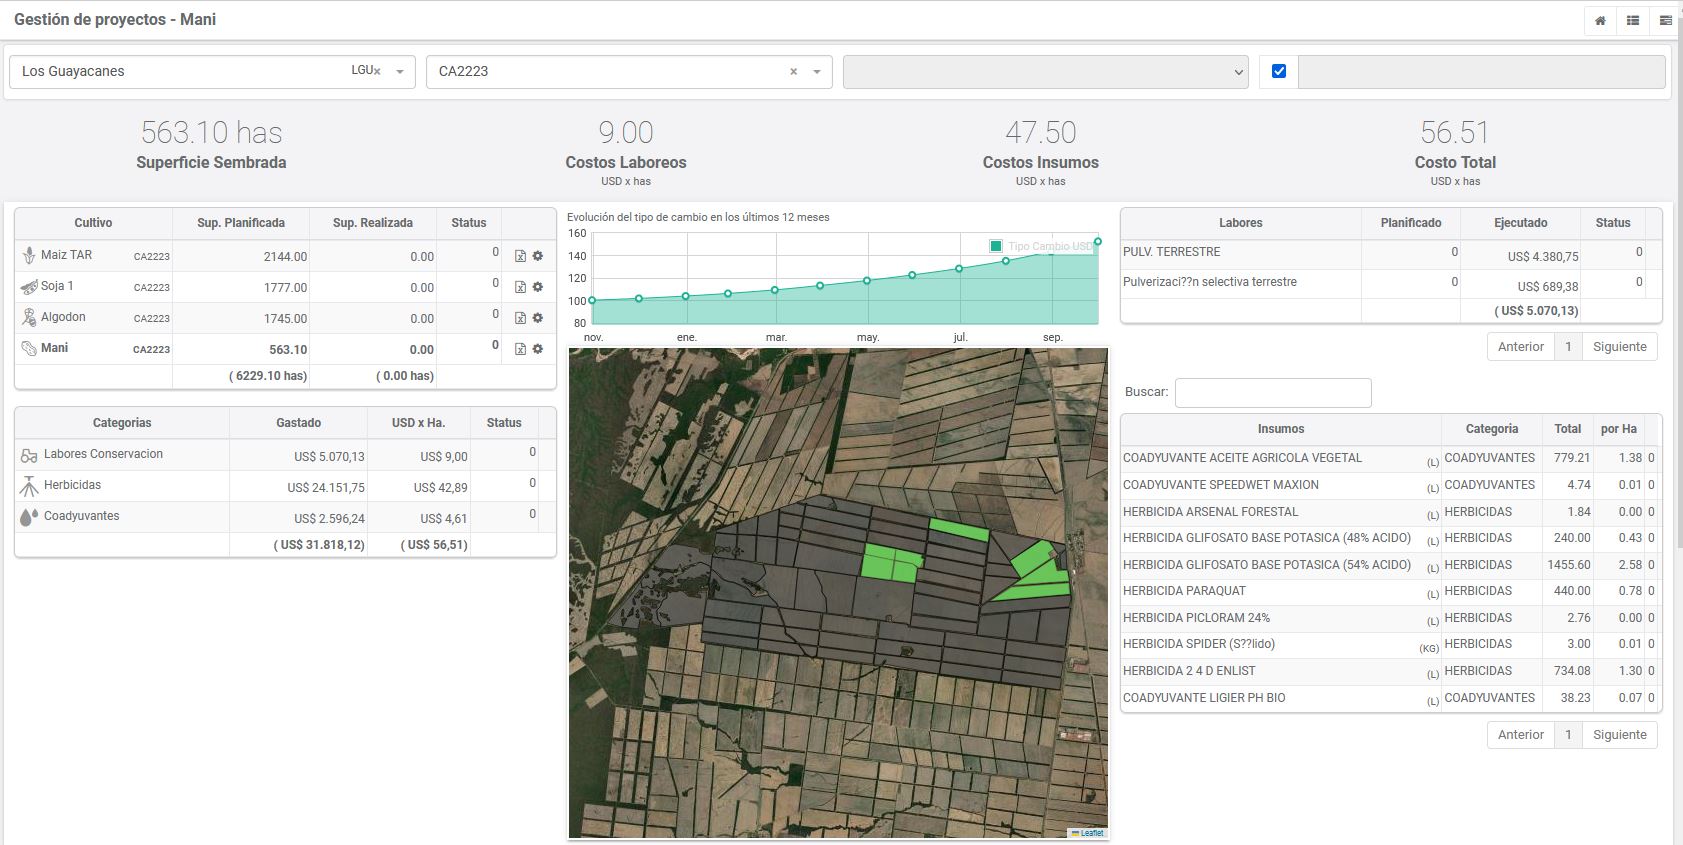 Gestión de proyectos - Mani
Los Guayacanes LGU×
CA2223 ×
563.10 has
Superficie Sembrada
9.00
Costos Laboreos
USD x has
47.50
Costos Insumos
USD x has
56.51
Costo Total
USD x has
Cultivo Sup. Planificada Sup. Realizada Status
Maiz TAR CA2223 2144.00 0.00 0
Soja 1 CA2223 1777.00 0.00 0
Algodon CA2223 1745.00 0.00 0
Mani CA2223 563.10 0.00 0
( 6229.10 has) ( 0.00 has)
Categorias Gastado USD x Ha. Status
Labores Conservacion US$ 5.070,13 US$ 9,00 0
Herbicidas US$ 24.151,75 US$ 42,89 0
Coadyuvantes US$ 2.596,24 US$ 4,61 0
( US$ 31.818,12) ( US$ 56,51)
Evolución del tipo de cambio en los últimos 12 meses
Tipo Cambio USD
160
140
120
100
80
nov. ene. mar. may. jul. sep.
Leaflet
Labores Planificado Ejecutado Status
PULV. TERRESTRE 0 US$ 4.380,75 0
Pulverizaci??n selectiva terrestre 0 US$ 689,38 0
( US$ 5.070,13)
Anterior 1 Siguiente
Buscar:
Insumos Categoria Total por Ha
COADYUVANTE ACEITE AGRICOLA VEGETAL (L) COADYUVANTES 779.21 1.38 0
COADYUVANTE SPEEDWET MAXION (L) COADYUVANTES 4.74 0.01 0
HERBICIDA ARSENAL FORESTAL (L) HERBICIDAS 1.84 0.00 0
HERBICIDA GLIFOSATO BASE POTASICA (48% ACIDO) (L) HERBICIDAS 240.00 0.43 0
HERBICIDA GLIFOSATO BASE POTASICA (54% ACIDO) (L) HERBICIDAS 1455.60 2.58 0
HERBICIDA PARAQUAT (L) HERBICIDAS 440.00 0.78 0
HERBICIDA PICLORAM 24% (L) HERBICIDAS 2.76 0.00 0
HERBICIDA SPIDER (S??lido) (KG) HERBICIDAS 3.00 0.01 0
HERBICIDA 2 4 D ENLIST (L) HERBICIDAS 734.08 1.30 0
COADYUVANTE LIGIER PH BIO (L) COADYUVANTES 38.23 0.07 0
Anterior 1 Siguiente